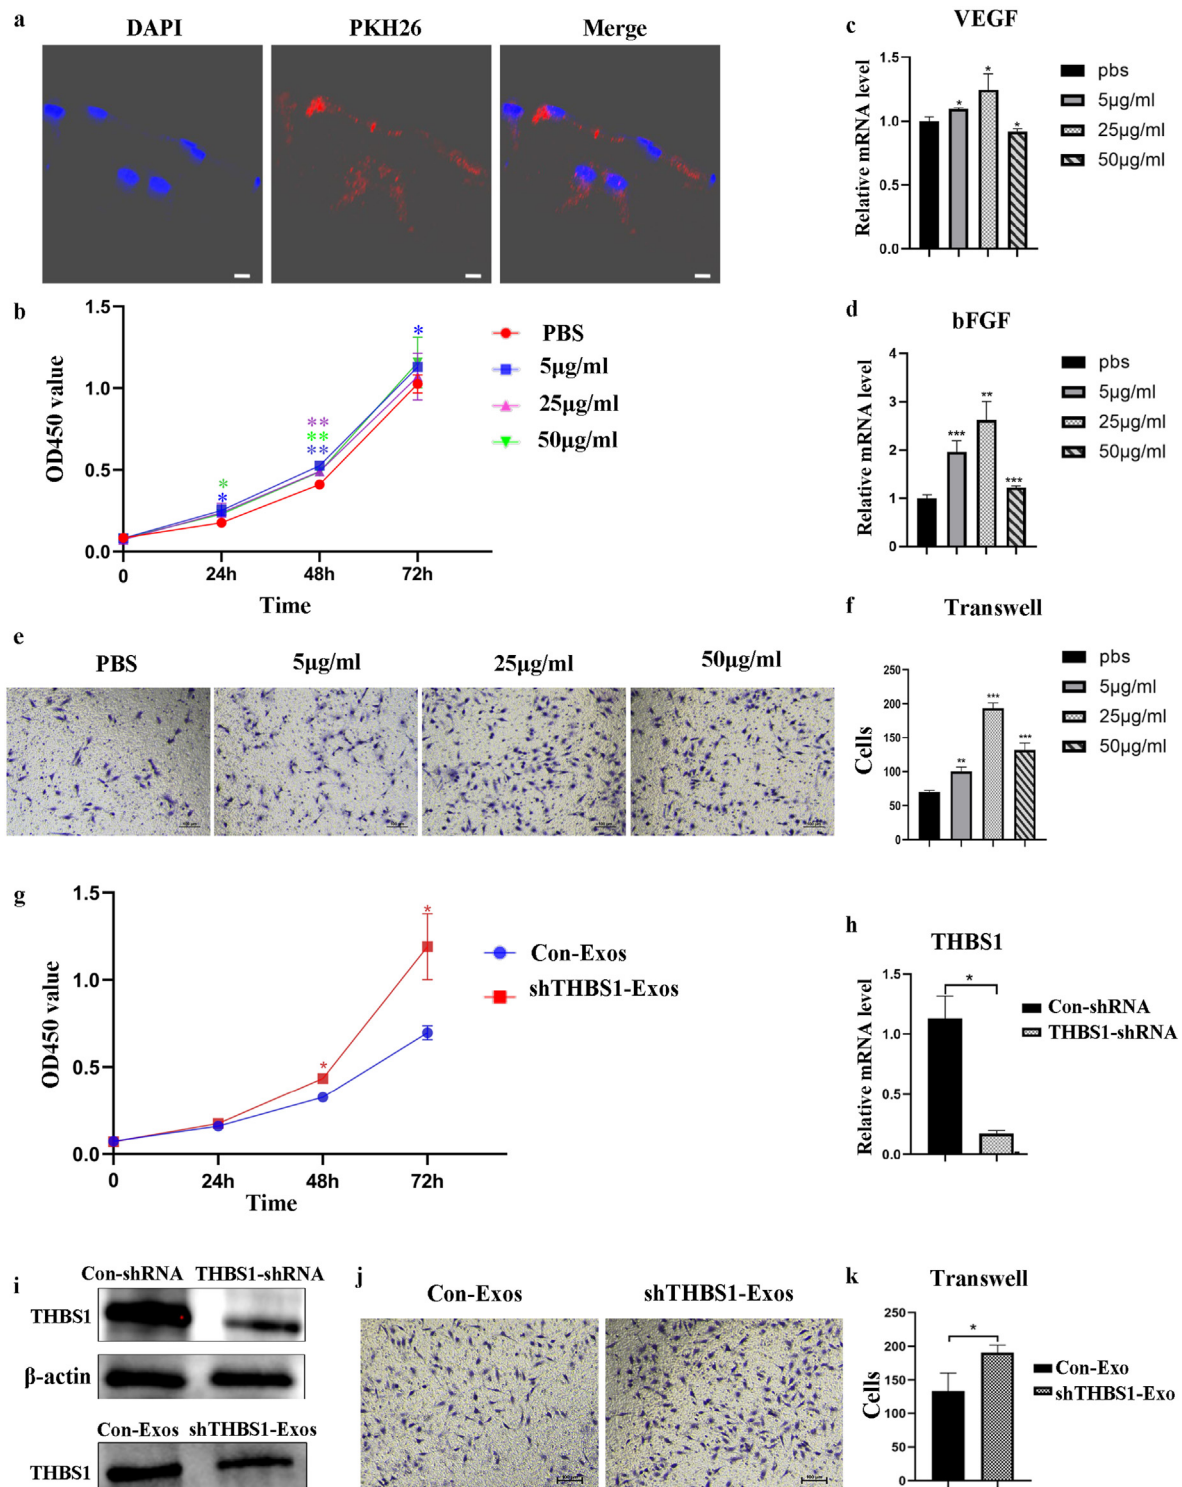 a
DAPI
PKH26
Merge
b
OD450 value
1.5
1.0
0.5
0.0
0
24h
48h
72h
Time
*
*
**
**
**
*
PBS
5μg/ml
25μg/ml
50μg/ml
c
VEGF
Relative mRNA level
1.5
1.0
0.5
0.0
*
*
*
pbs
5μg/ml
25μg/ml
50μg/ml
d
bFGF
Relative mRNA level
4
3
2
1
0
***
**
***
pbs
5μg/ml
25μg/ml
50μg/ml
e
PBS
5μg/ml
25μg/ml
50μg/ml
f
Transwell
Cells
250
200
150
100
50
0
**
***
***
pbs
5μg/ml
25μg/ml
50μg/ml
g
OD450 value
1.5
1.0
0.5
0.0
0
24h
48h
72h
Time
*
*
Con-Exos
shTHBS1-Exos
h
THBS1
Relative mRNA level
1.5
1.0
0.5
0.0
*
Con-shRNA
THBS1-shRNA
i
Con-shRNA THBS1-shRNA
THBS1
β-actin
Con-Exos shTHBS1-Exos
THBS1
j
Con-Exos
shTHBS1-Exos
100 μm
100 μm
k
Transwell
Cells
250
200
150
100
50
0
*
Con-Exo
shTHBS1-Exo